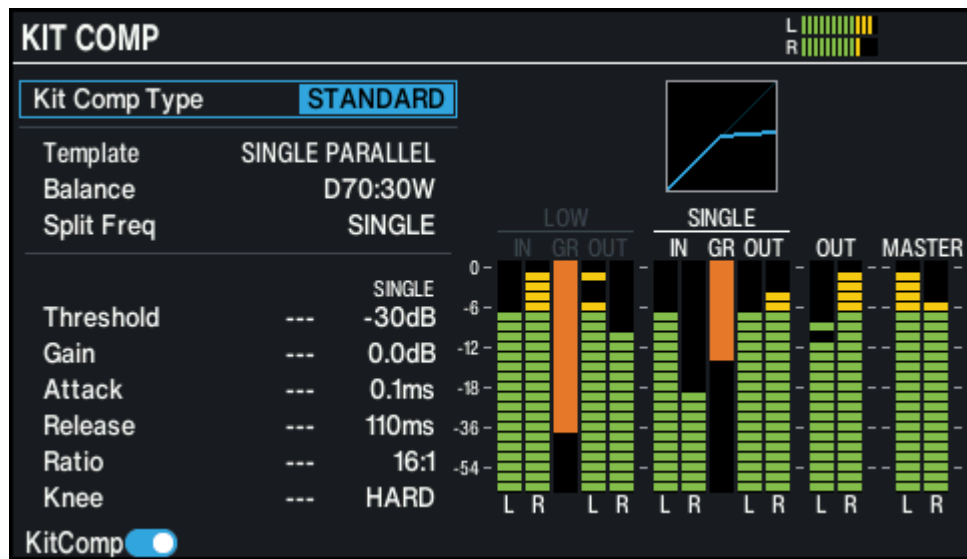 KIT COMP
L
R
Kit Comp Type STANDARD
Template SINGLE PARALLEL
Balance D70:30W
Split Freq SINGLE
SINGLE
Threshold --- -30dB
Gain --- 0.0dB
Attack --- 0.1ms
Release --- 110ms
Ratio --- 16:1
Knee --- HARD
KitComp
LOW SINGLE
IN GR OUT IN GR OUT OUT MASTER
0
-6
-12
-18
-36
-54
L R L R L R L R L R L R